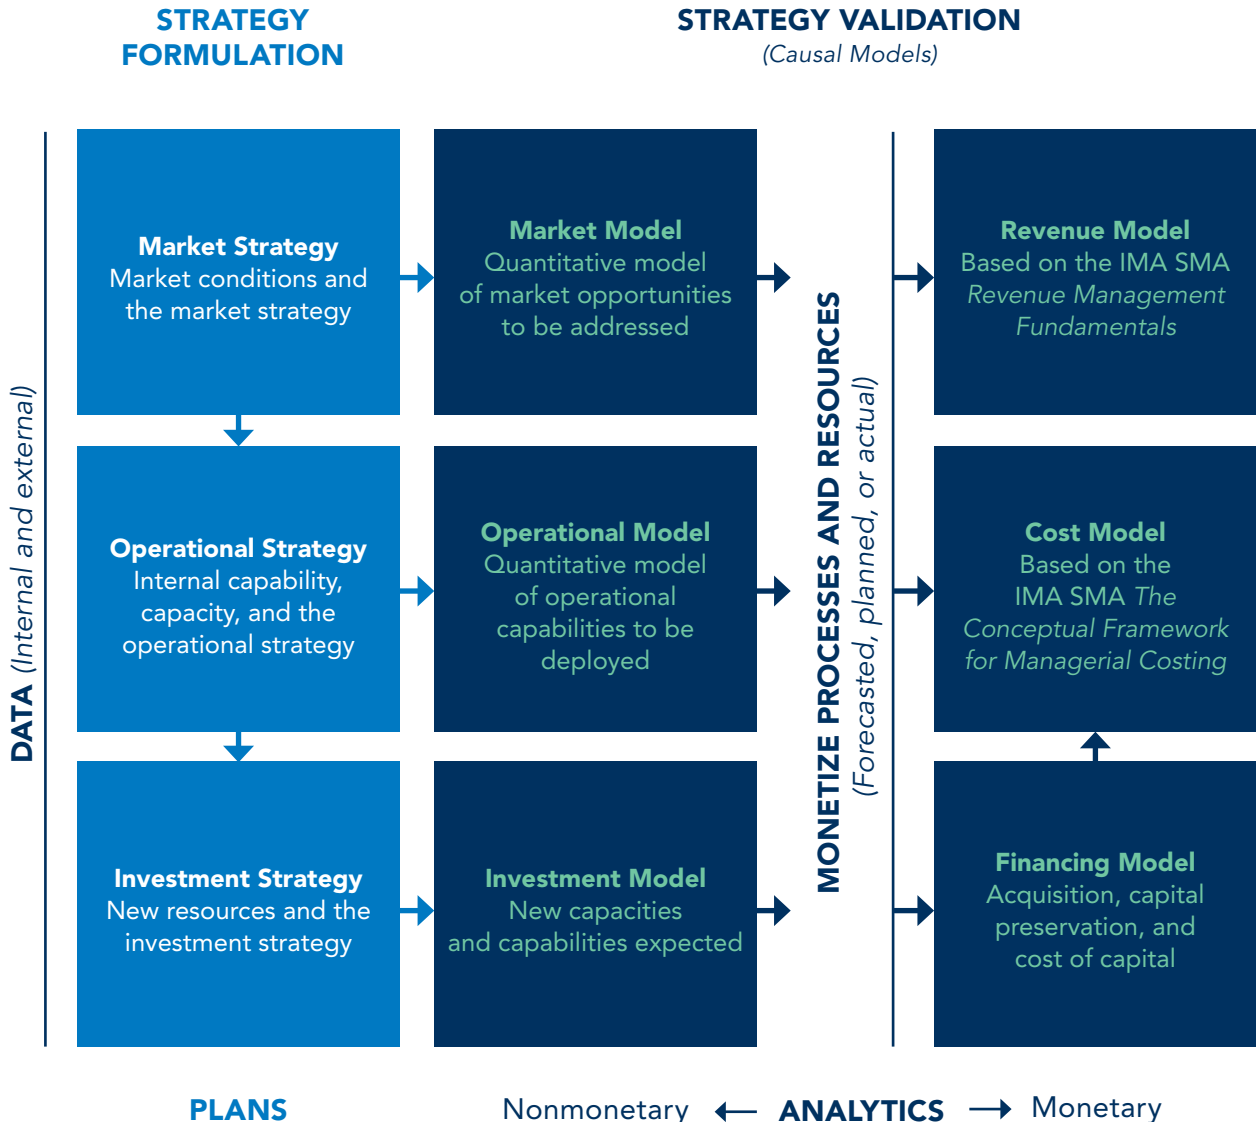 STRATEGY
FORMULATION
STRATEGY VALIDATION
(Causal Models)
DATA (Internal and external)
Market Strategy
Market conditions and
the market strategy
Market Model
Quantitative model
of market opportunities
to be addressed
MONETIZE PROCESSES AND RESOURCES
(Forecasted, planned, or actual)
Revenue Model
Based on the IMA SMA
Revenue Management
Fundamentals
Operational Strategy
Internal capability,
capacity, and the
operational strategy
Operational Model
Quantitative model
of operational
capabilities to be
deployed
Cost Model
Based on the
IMA SMA The
Conceptual Framework
for Managerial Costing
Investment Strategy
New resources and the
investment strategy
Investment Model
New capacities
and capabilities expected
Financing Model
Acquisition, capital
preservation, and
cost of capital
PLANS
Nonmonetary ← ANALYTICS → Monetary